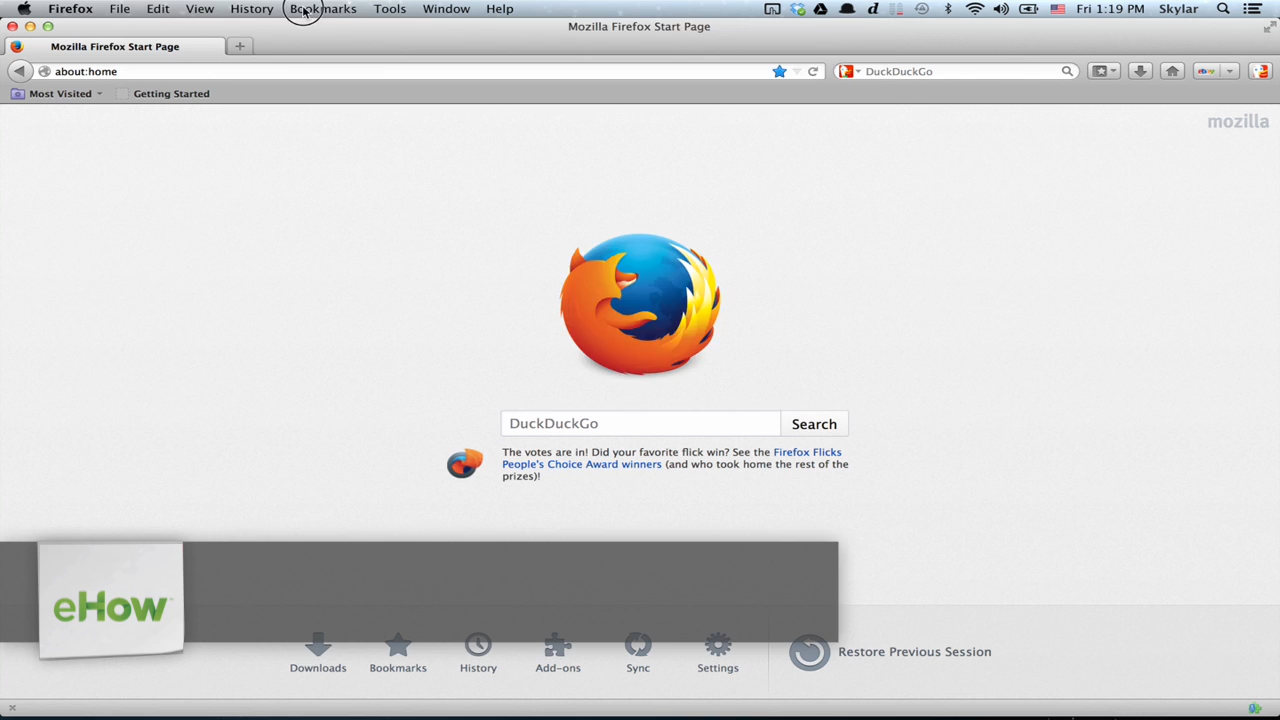 Firefox File Edit View History Bookmarks Tools Window Help d Fri 1:19 PM Skylar
Mozilla Firefox Start Page
Mozilla Firefox Start Page
about:home DuckDuckGo ebay
Most Visited Getting Started
mozilla
DuckDuckGo Search
The votes are in! Did your favorite flick win? See the Firefox Flicks
People's Choice Award winners (and who took home the rest of the
prizes)!
eHow
Downloads Bookmarks History Add-ons Sync Settings Restore Previous Session